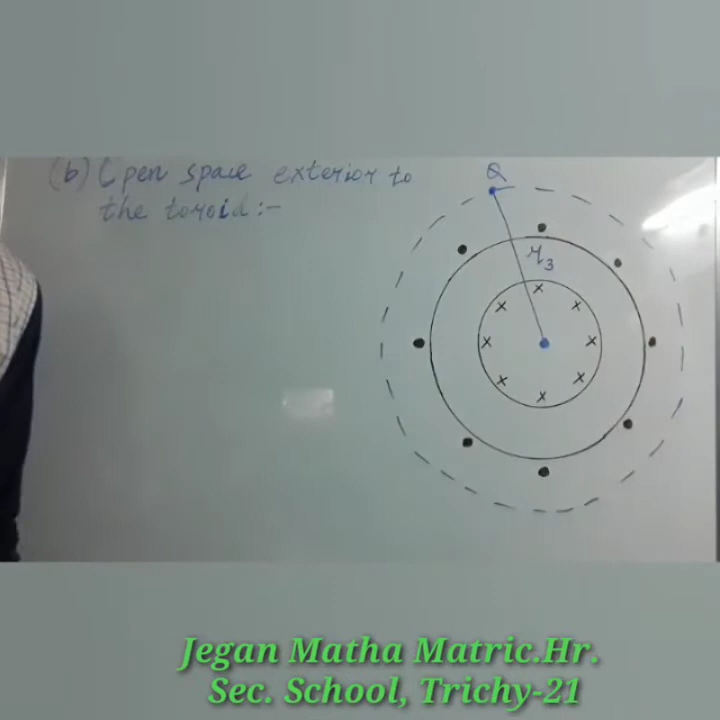 (b) Open space exterior to
the toroid :-
Q
r₃
Jegan Matha Matric.Hr.
Sec. School, Trichy-21